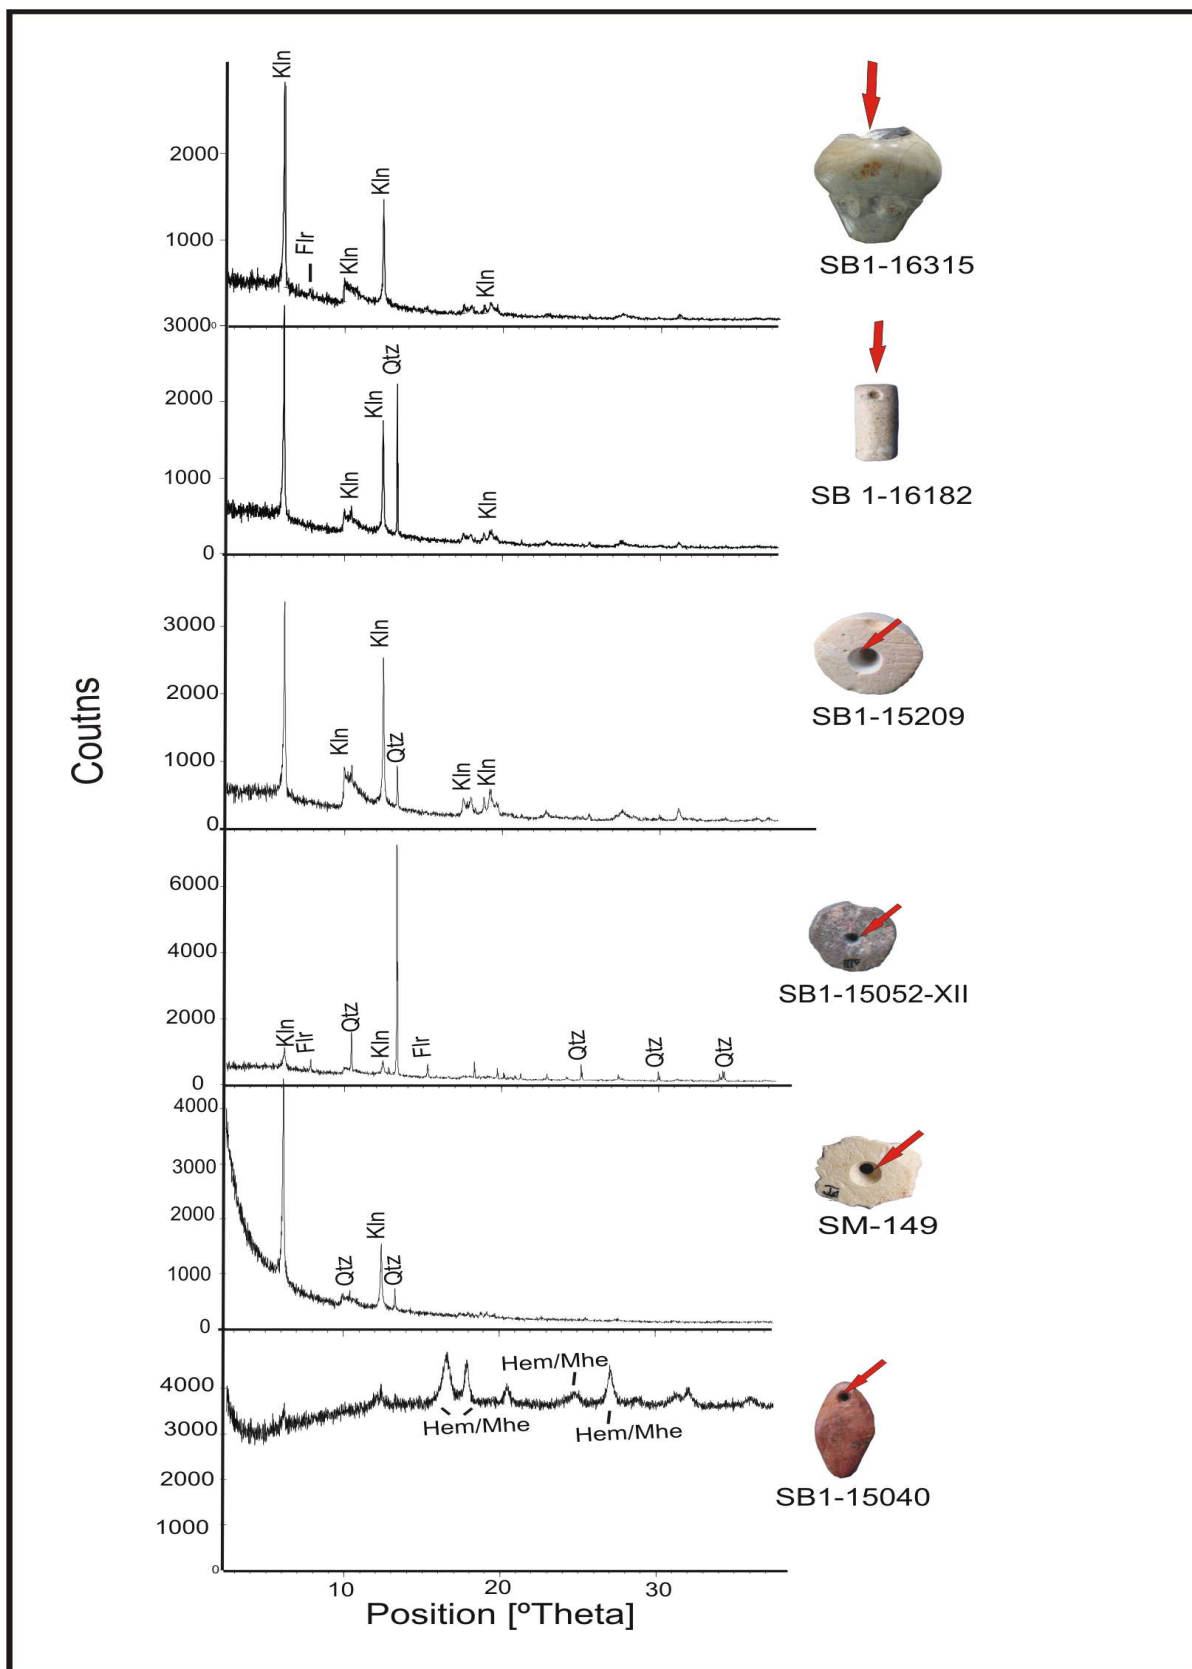 Kln
2000
Kln
1000
Flr
Kln
Kln
SB1-16315
3000
0
Qtz
2000
Kln
1000
Kln
Kln
SB 1-16182
0
3000
Kln
2000
Kln
Qtz
1000
Kln
Kln
SB1-15209
0
Coutns
6000
4000
2000
Kln
Flr
Qtz
Kln
Flr
Qtz
Qtz
Qtz
SB1-15052-XII
0
4000
3000
2000
Kln
1000
Qtz
Qtz
SM-149
0
Hem/Mhe
4000
Hem/Mhe
Hem/Mhe
3000
2000
SB1-15040
1000
0
10
20
30
Position [ºTheta]